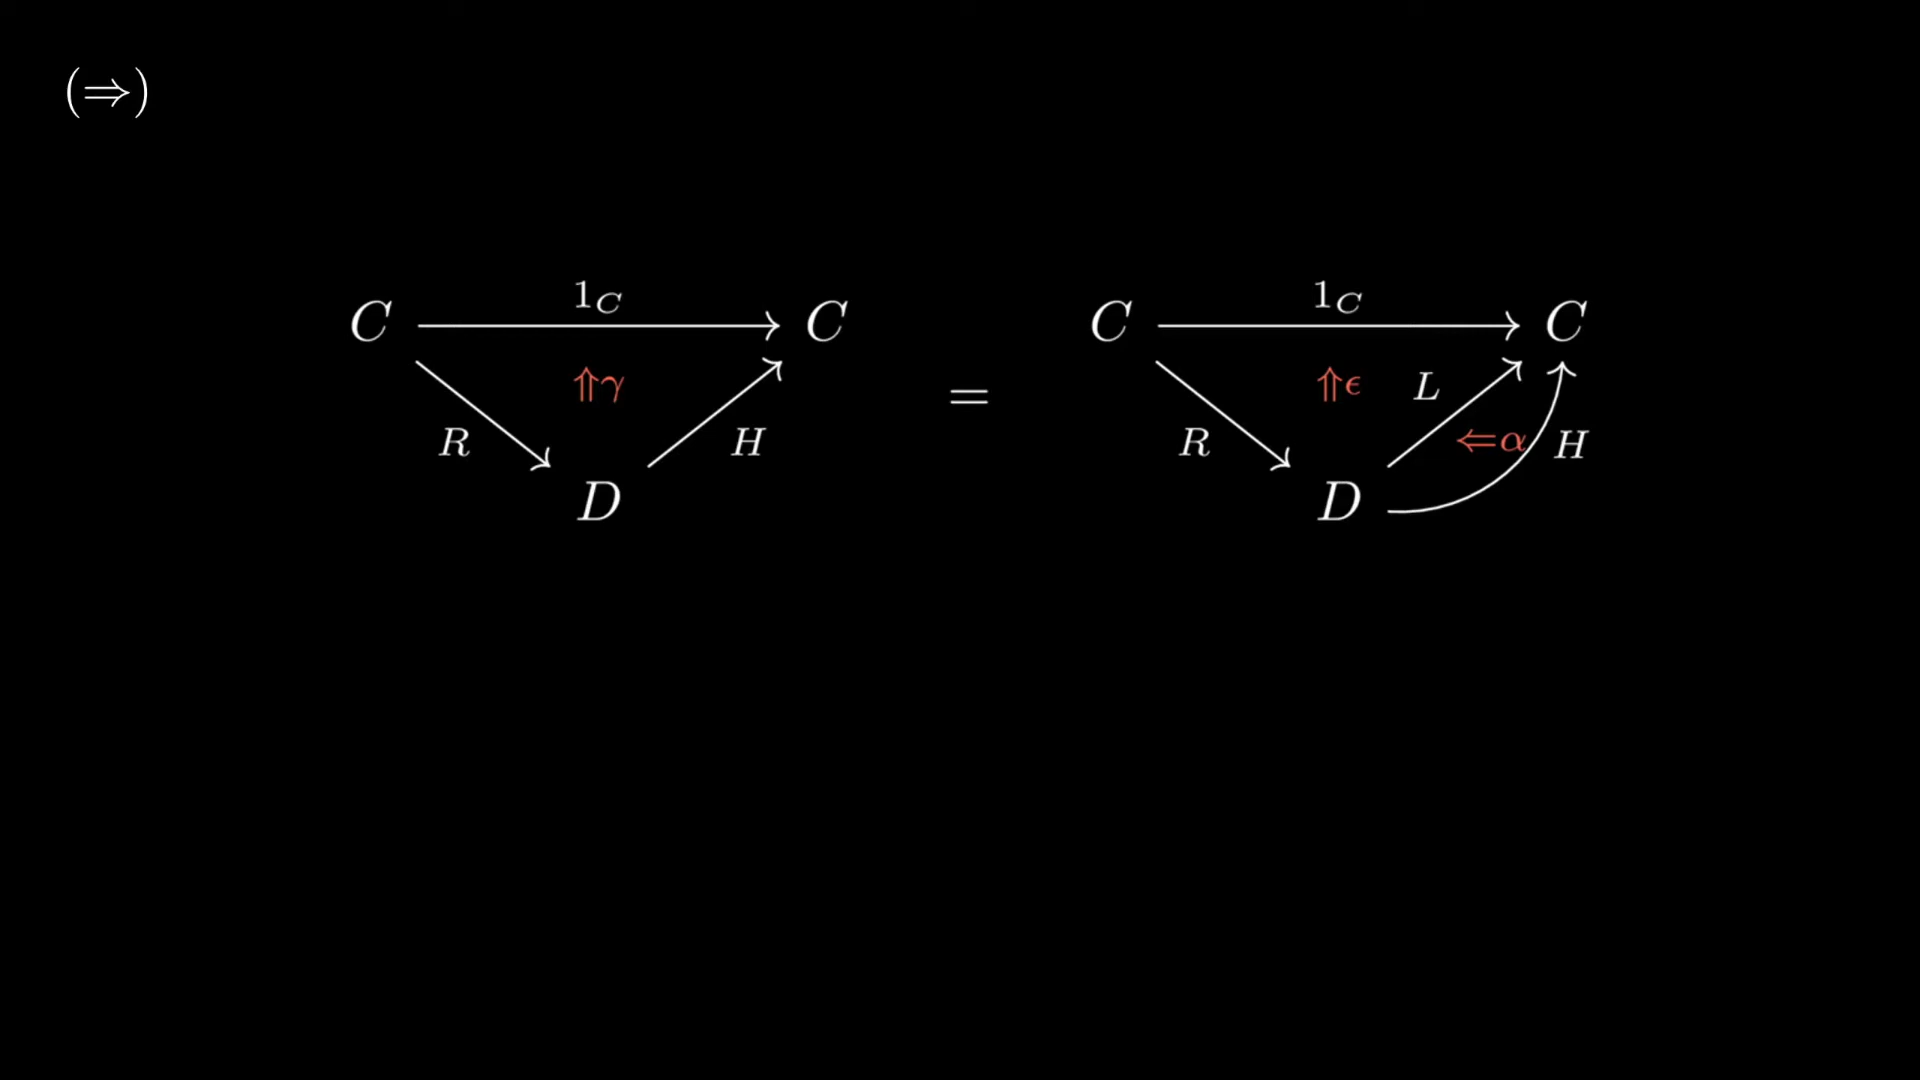 (⇒)
1_C 1_C
C C C C
⇑γ ⇑ϵ L
=
R H R ⇐α H
D D